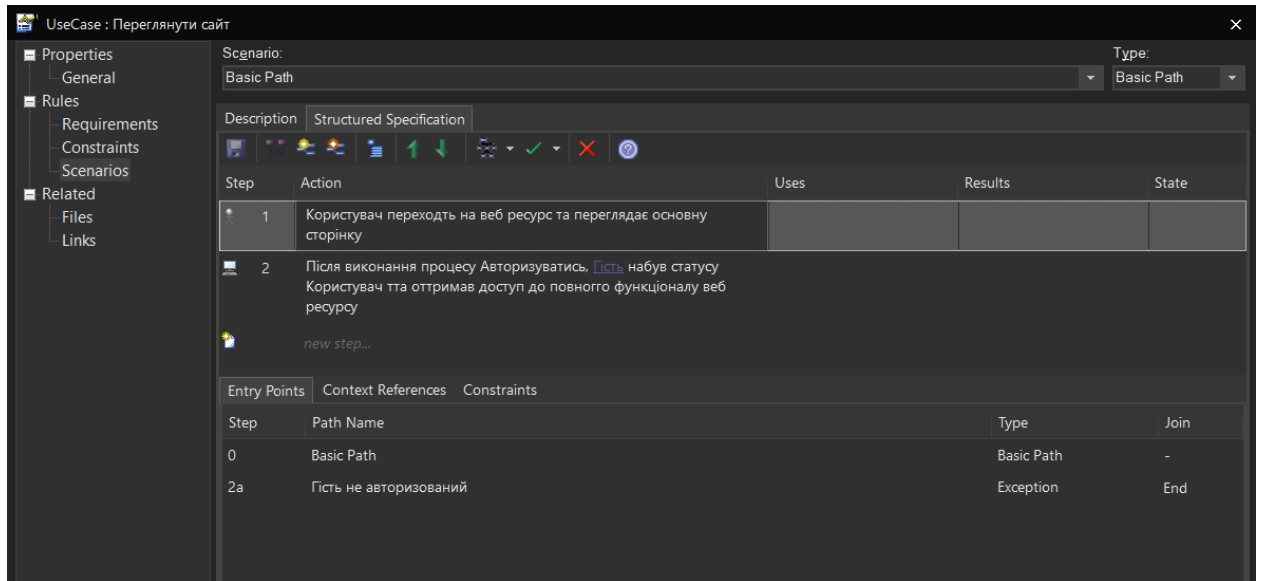 UseCase : Переглянути сайт
Properties
General
Rules
Requirements
Constraints
Scenarios
Related
Files
Links
Scenario:
Type:
Basic Path
Basic Path
Description
Structured Specification
Step Action Uses Results State
1 Користувач переходть на веб ресурс та переглядає основну
сторінку
2 Після виконання процесу Авторизуватись, Гість набув статусу
Користувач тта оттримав доступ до повногго функціоналу веб
ресурсу
new step...
Entry Points Context References Constraints
Step Path Name Type Join
0 Basic Path Basic Path -
2a Гість не авторизований Exception End